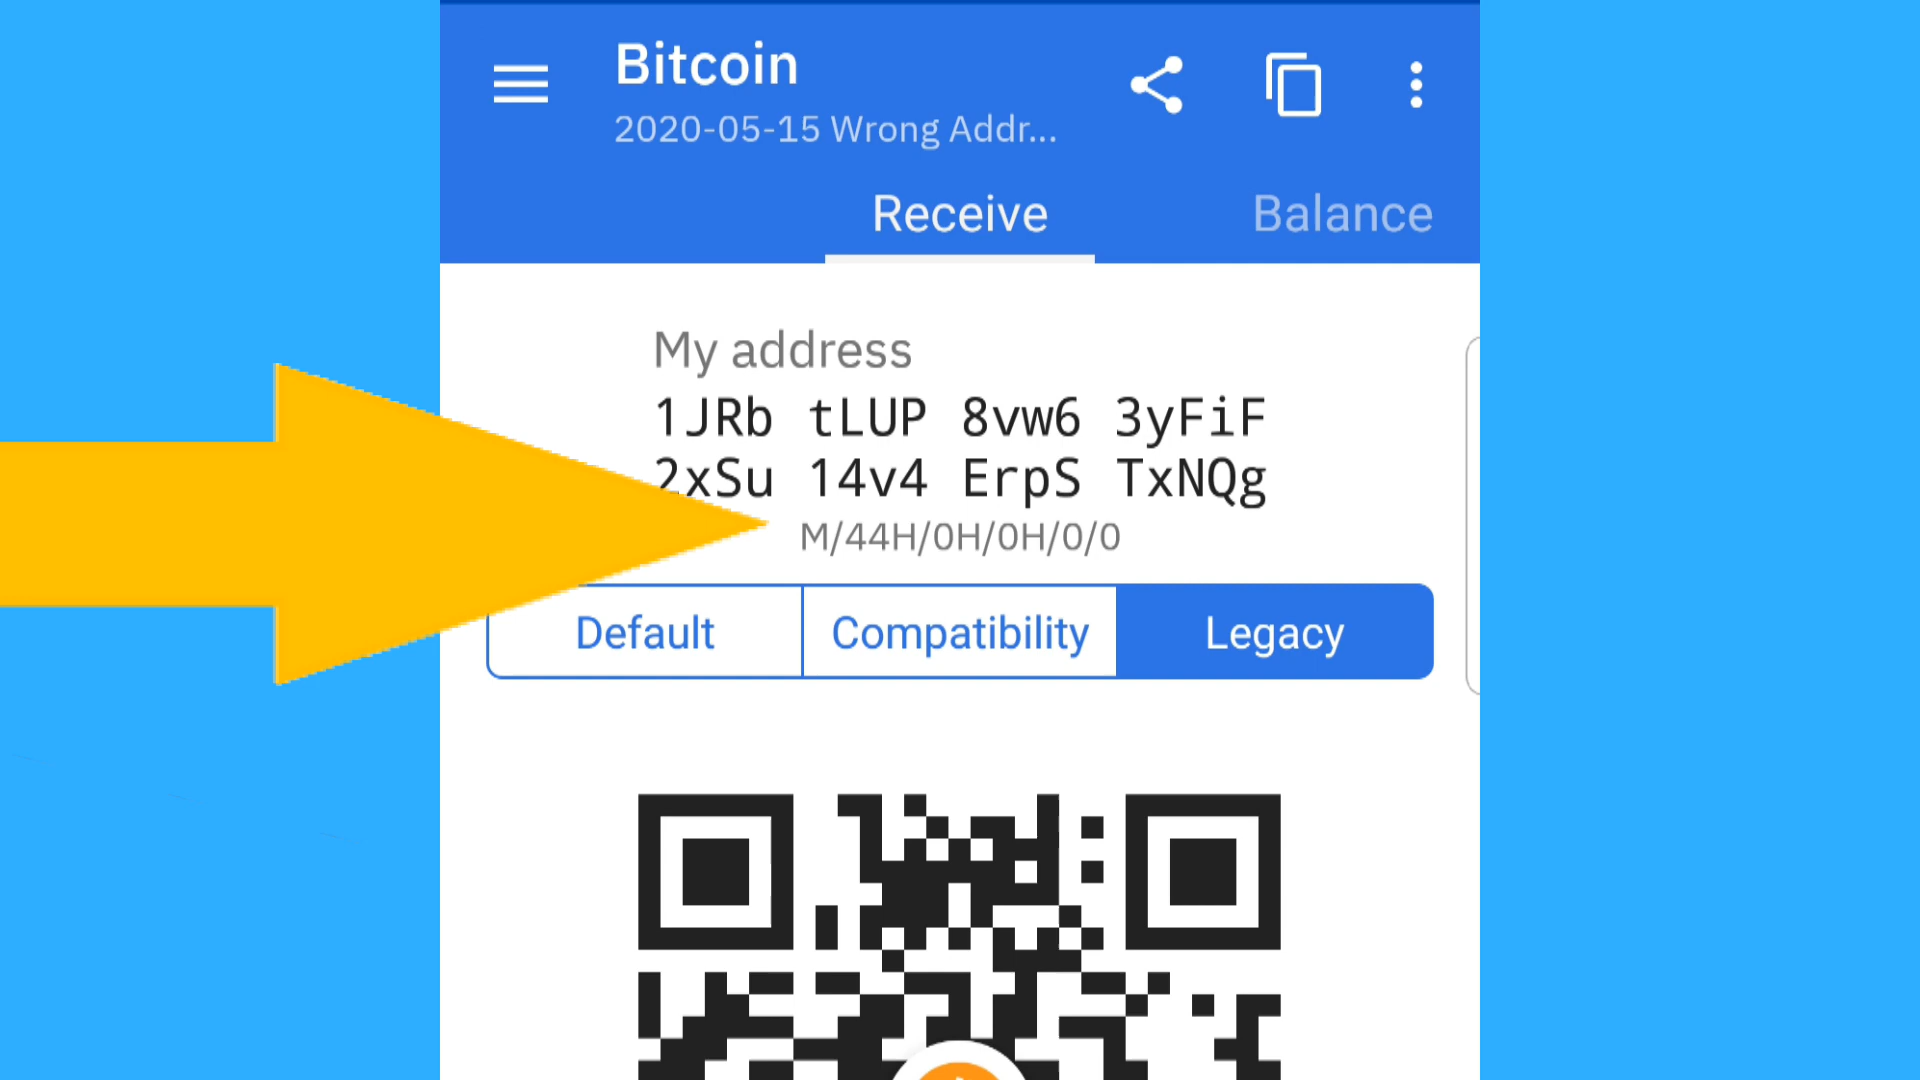 Bitcoin
2020-05-15 Wrong Addr...
Receive Balance
My address
1JRb tLUP 8vw6 3yFiF
2xSu 14v4 ErpS TxNQg
M/44H/0H/0H/0/0
Default Compatibility Legacy